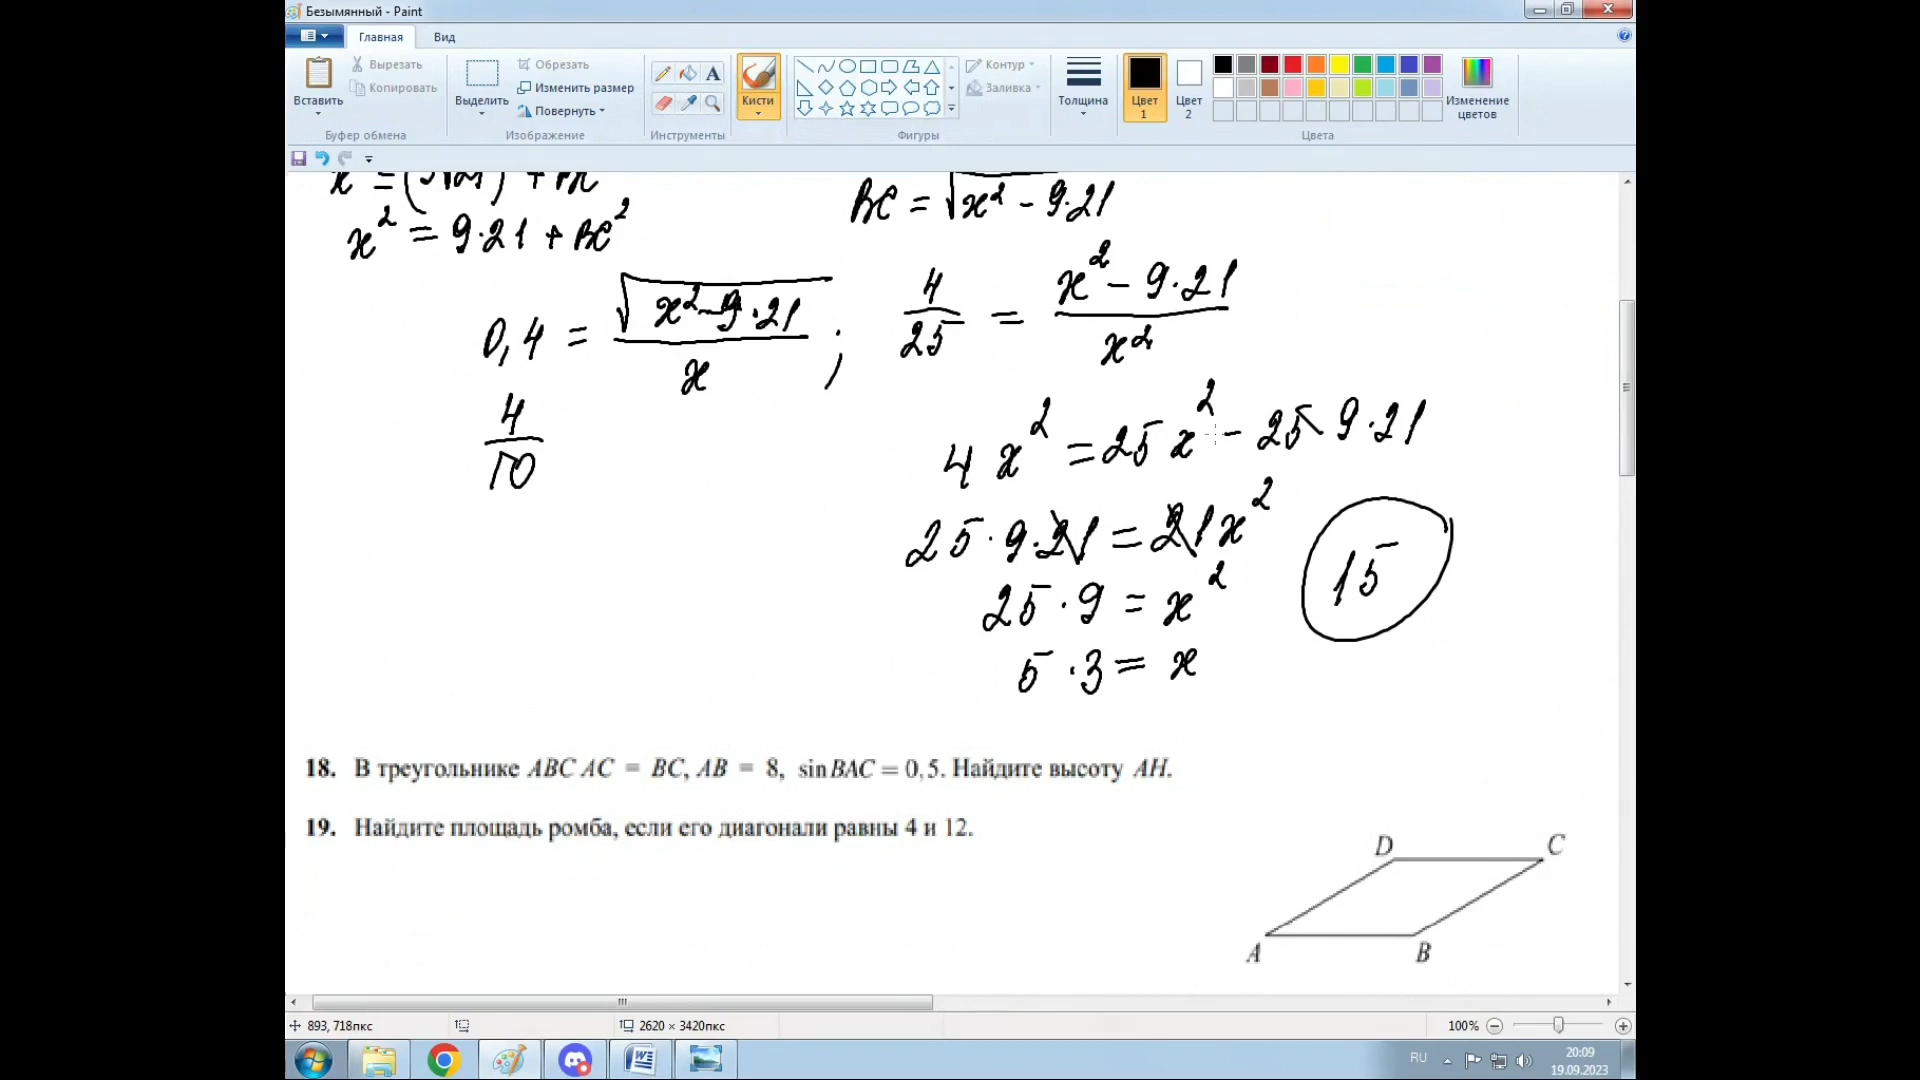 Безымянный - Paint
Главная
Вид
Вставить
Вырезать
Копировать
Буфер обмена
Выделить
Обрезать
Изменить размер
Повернуть
Изображение
A
Инструменты
Кисти
Контур
Заливка
Фигуры
Толщина
Цвет 1
Цвет 2
Изменение цветов
Цвета
x² = 9·21 + BC²
BC = √x² - 9·21
0,4 = √x² - 9·21 / x ;
4/25 = x² - 9·21 / x²
4/10
4x² = 25x² - 25·9·21
25·9·21 = 21x²
25·9 = x²
5·3 = x
15
18. В треугольнике ABC AC = BC, AB = 8, sin BAC = 0,5. Найдите высоту AH.
19. Найдите площадь ромба, если его диагонали равны 4 и 12.
D C
A B
893, 718пкс
2620 × 3420пкс
100%
RU
20:09
19.09.2023